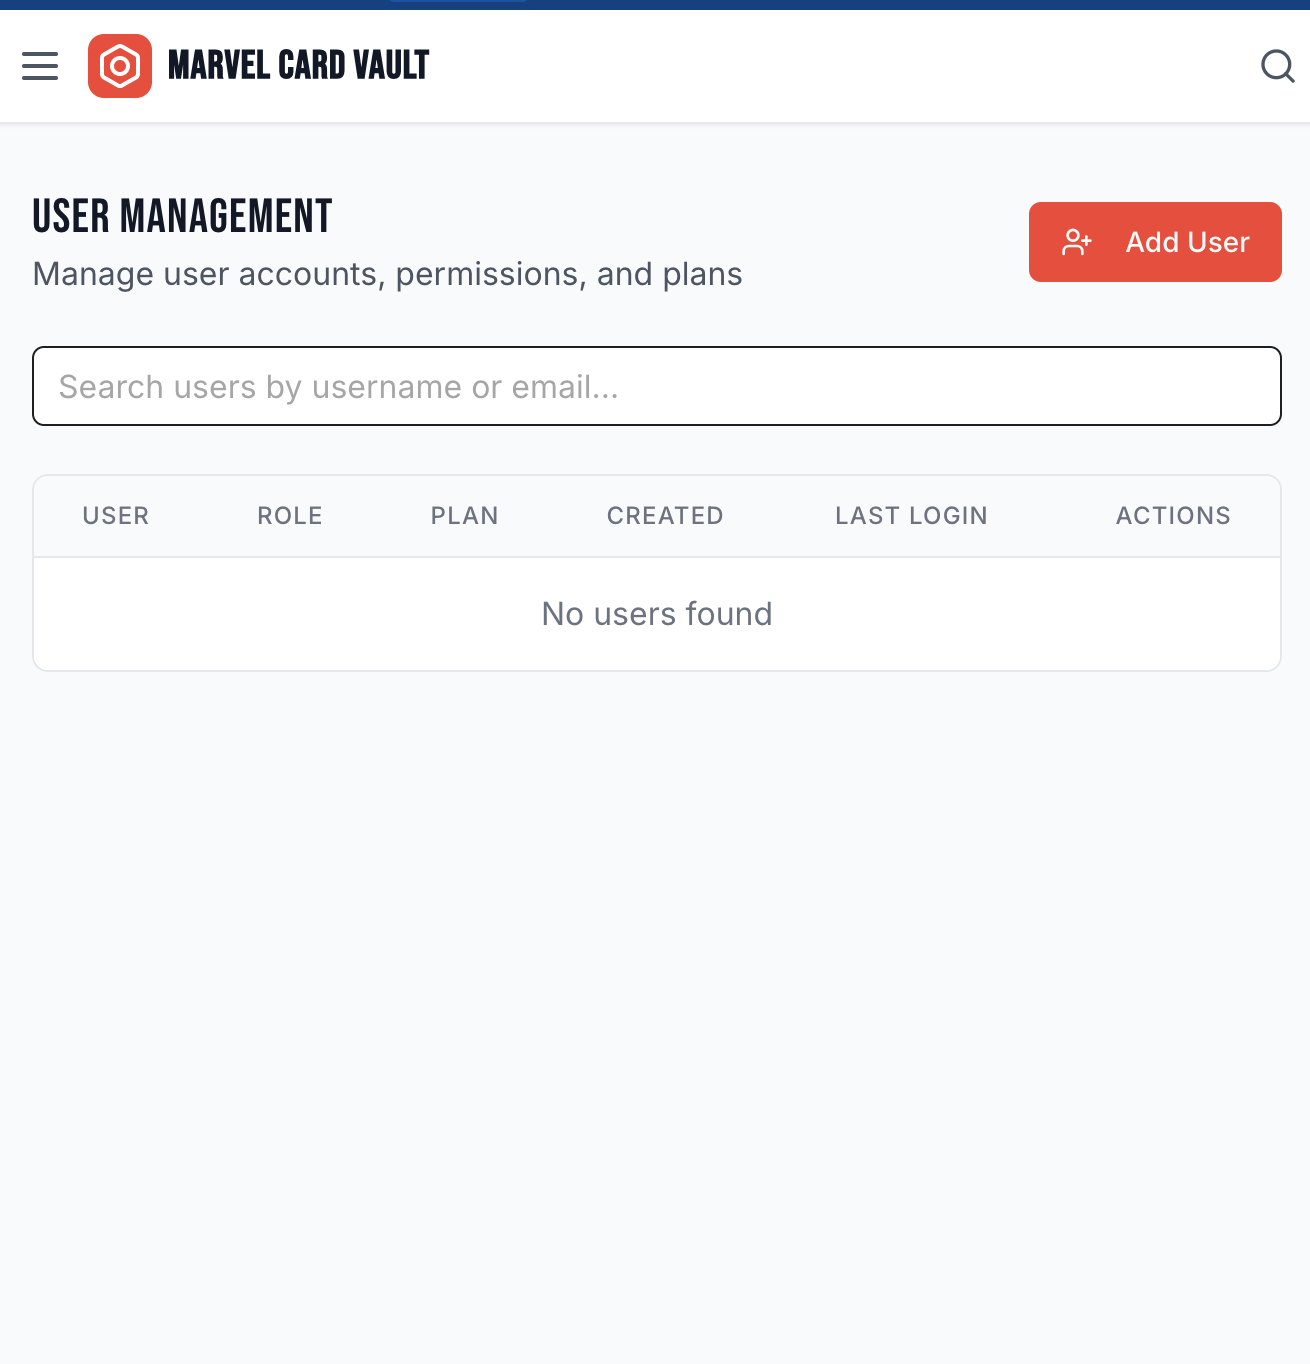 MARVEL CARD VAULT
USER MANAGEMENT
Manage user accounts, permissions, and plans
Add User
Search users by username or email...
USER ROLE PLAN CREATED LAST LOGIN ACTIONS
No users found